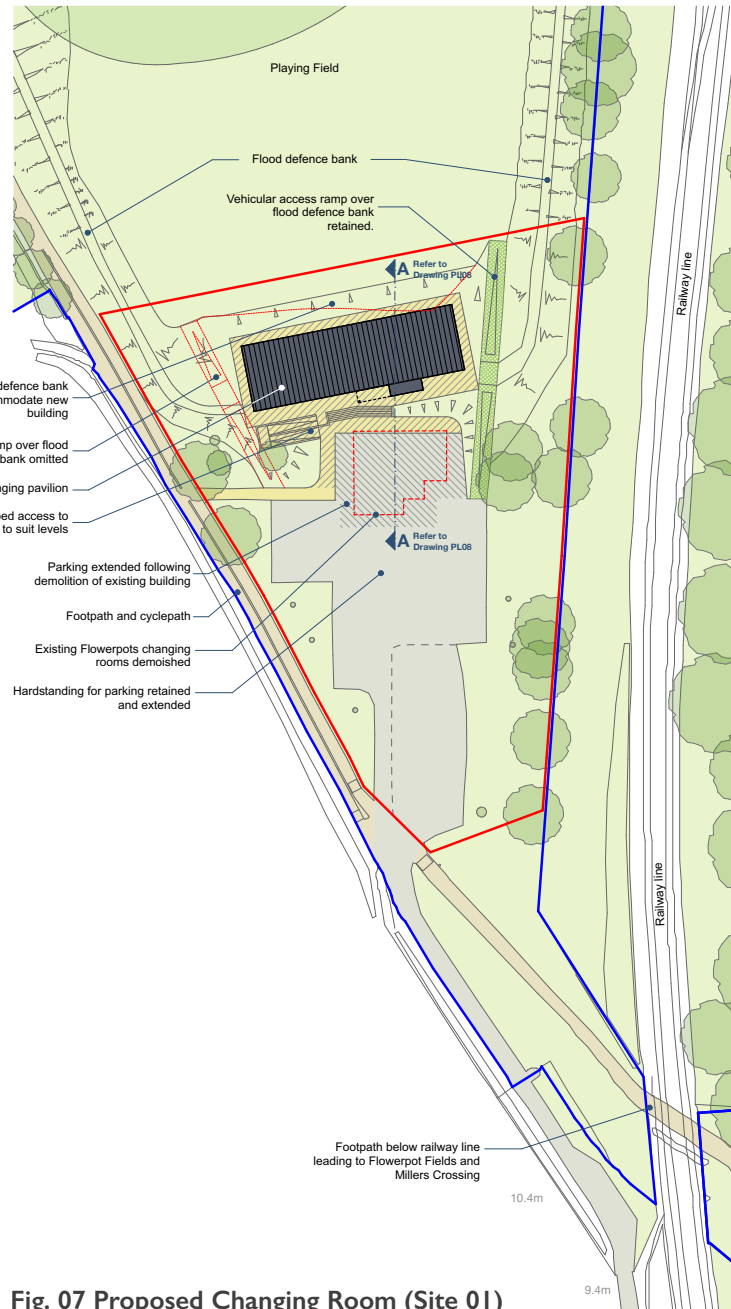 Playing Field
Flood defence bank
Vehicular access ramp over
flood defence bank
retained.
A Refer to
Drawing PL08
Railway line
defence bank
modate new
building
mp over flood
bank omitted
nging pavilion
ped access to
to suit levels
A Refer to
Drawing PL08
Parking extended following
demolition of existing building
Footpath and cyclepath
Existing Flowerpots changing
rooms demoished
Hardstanding for parking retained
and extended
Railway line
Footpath below railway line
leading to Flowerpot Fields and
Millers Crossing
10.4m
9.4m
Fig. 07 Proposed Changing Room (Site 01)